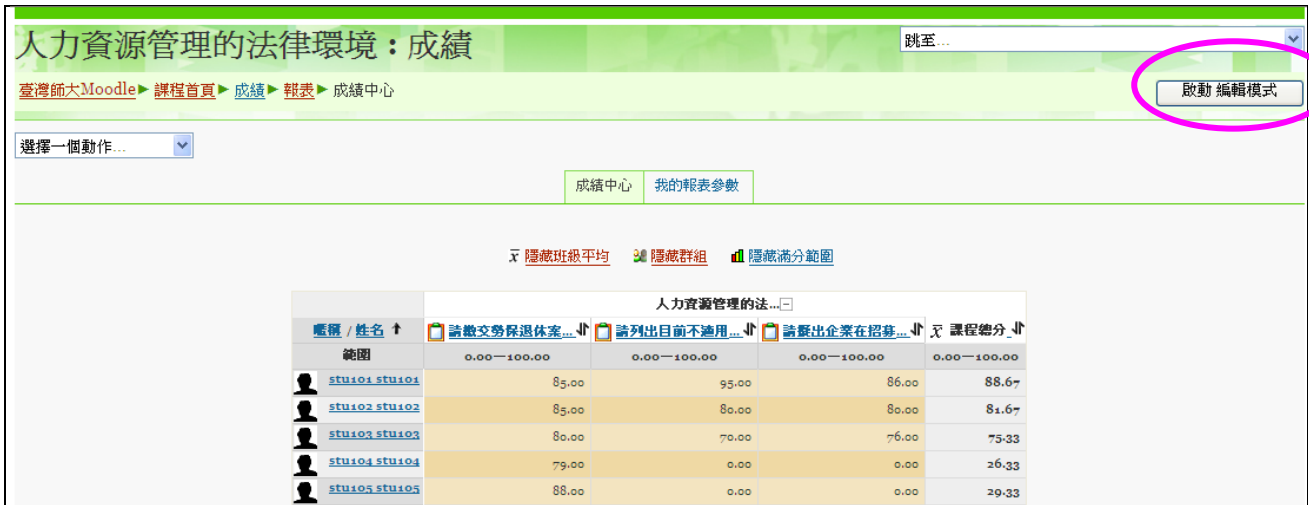 人力資源管理的法律環境：成績
跳至...
臺灣師大Moodle► 課程首頁► 成績► 報表► 成績中心
啟動 編輯模式
選擇一個動作...
成績中心 我的報表參數
x̄ 隱藏班級平均 隱藏群組 隱藏滿分範圍
人力資源管理的法...
暱稱 / 姓名 ↑ 請繳交勞保退休案... 請列出目前不適用... 請擬出企業在招募... x̄ 課程總分
範圍 0.00—100.00 0.00—100.00 0.00—100.00 0.00—100.00
stu101 stu101 85.00 95.00 86.00 88.67
stu102 stu102 85.00 80.00 80.00 81.67
stu103 stu103 80.00 70.00 76.00 75.33
stu104 stu104 79.00 0.00 0.00 26.33
stu105 stu105 88.00 0.00 0.00 29.33